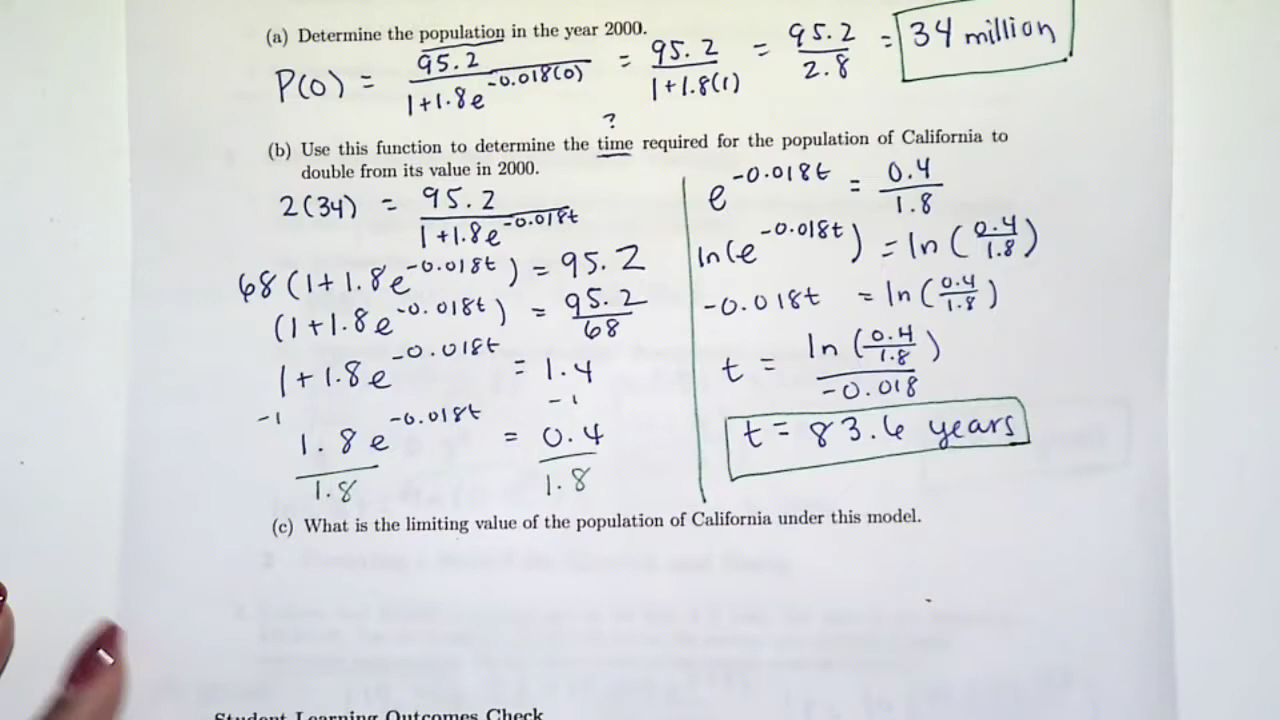 (a) Determine the population in the year 2000.
P(0) = 95.2 / 1+1.8e^-0.018(0) = 95.2 / 1+1.8(1) = 95.2 / 2.8 = 34 million
?
(b) Use this function to determine the time required for the population of California to
double from its value in 2000.
2(34) = 95.2 / 1+1.8e^-0.018t
68(1+1.8e^-0.018t) = 95.2
(1+1.8e^-0.018t) = 95.2 / 68
1+1.8e^-0.018t = 1.4
-1 -1
1.8e^-0.018t / 1.8 = 0.4 / 1.8
e^-0.018t = 0.4 / 1.8
ln(e^-0.018t) = ln(0.4/1.8)
-0.018t = ln(0.4/1.8)
t = ln(0.4/1.8) / -0.018
t = 83.6 years
(c) What is the limiting value of the population of California under this model.
Student Learning Outcomes Check